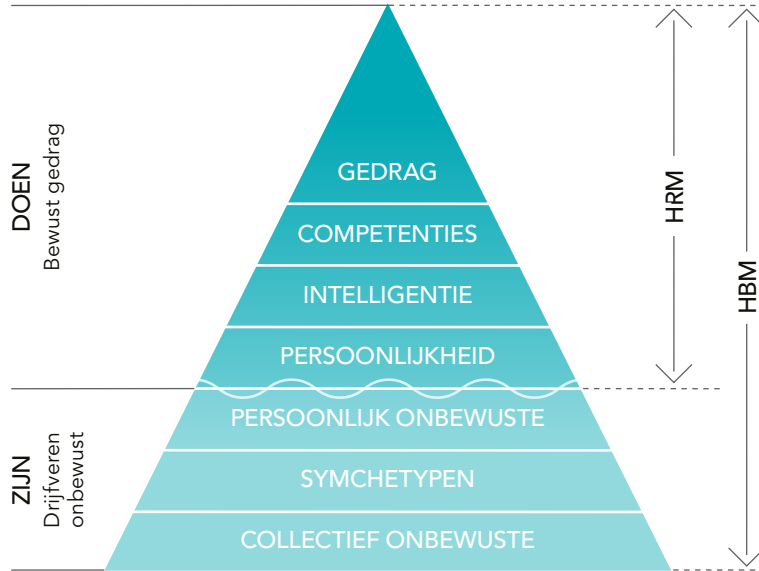 DOEN
Bewust gedrag
GEDRAG
COMPETENTIES
INTELLIGENTIE
PERSOONLIJKHEID
HRM
HBM
ZIJN
Drijfveren
onbewust
PERSOONLIJK ONBEWUSTE
SYMCHETYPEN
COLLECTIEF ONBEWUSTE